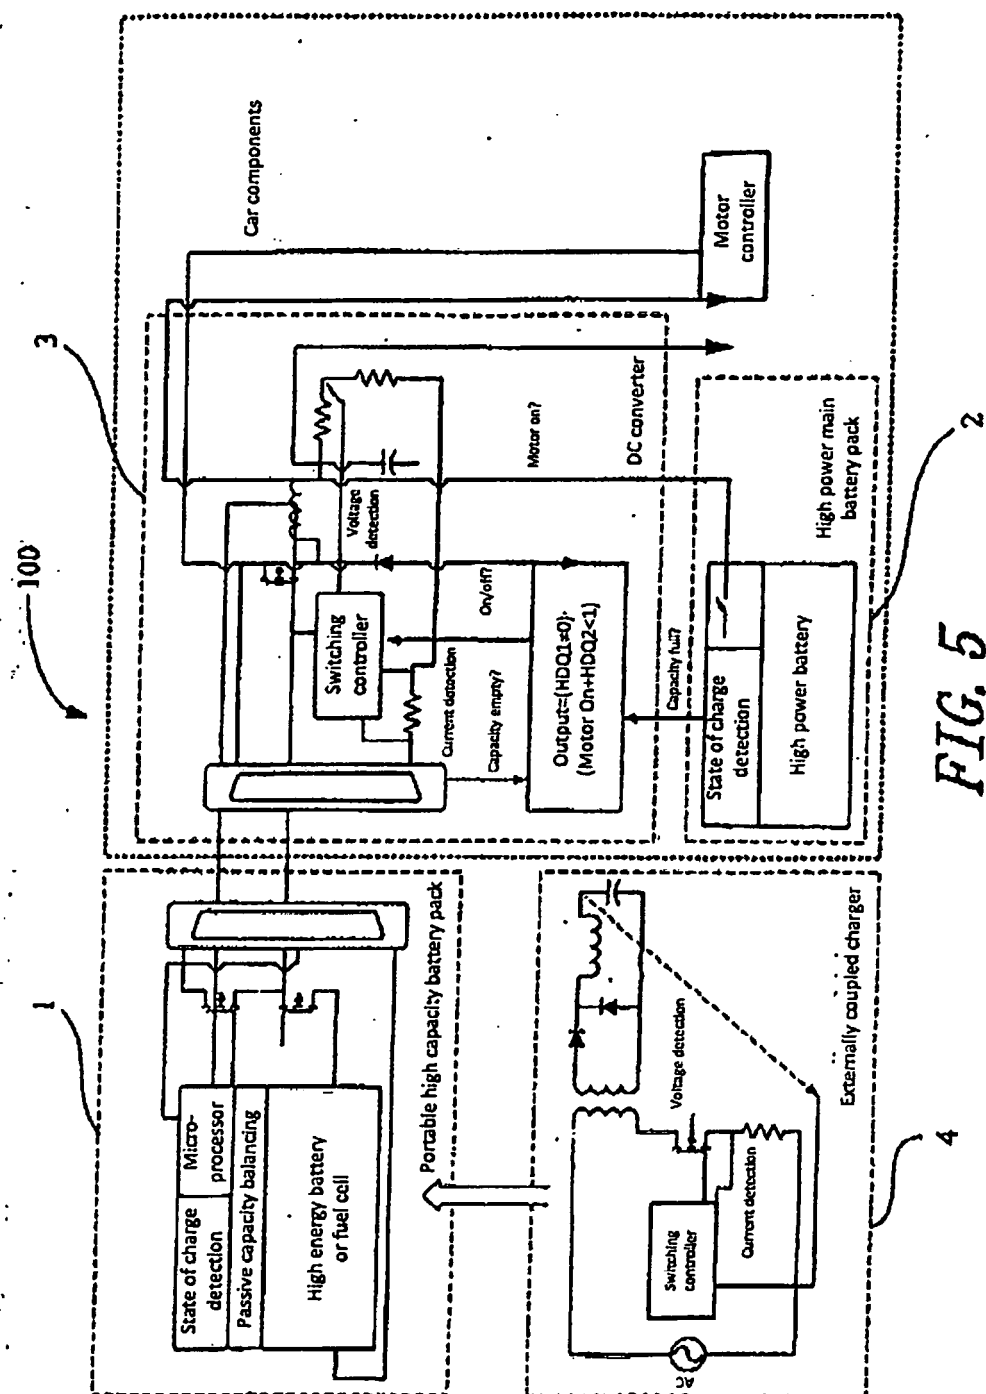 100
1
State of charge
detection
Micro-
processor
Passive capacity balancing
High energy battery
or fuel cell
Portable high capacity battery pack
3
Car components
Switching
controller
Voltage
detection
Current detection
Capacity empty?
On/off?
Motor on?
DC converter
Output=(HDQ1≠0)·
(Motor On+HDQ2<1)
Capacity full?
Motor
controller
State of charge
detection
High power battery
High power main
battery pack
2
AC
Switching
controller
Current detection
Voltage detection
Externally coupled charger
4
FIG. 5